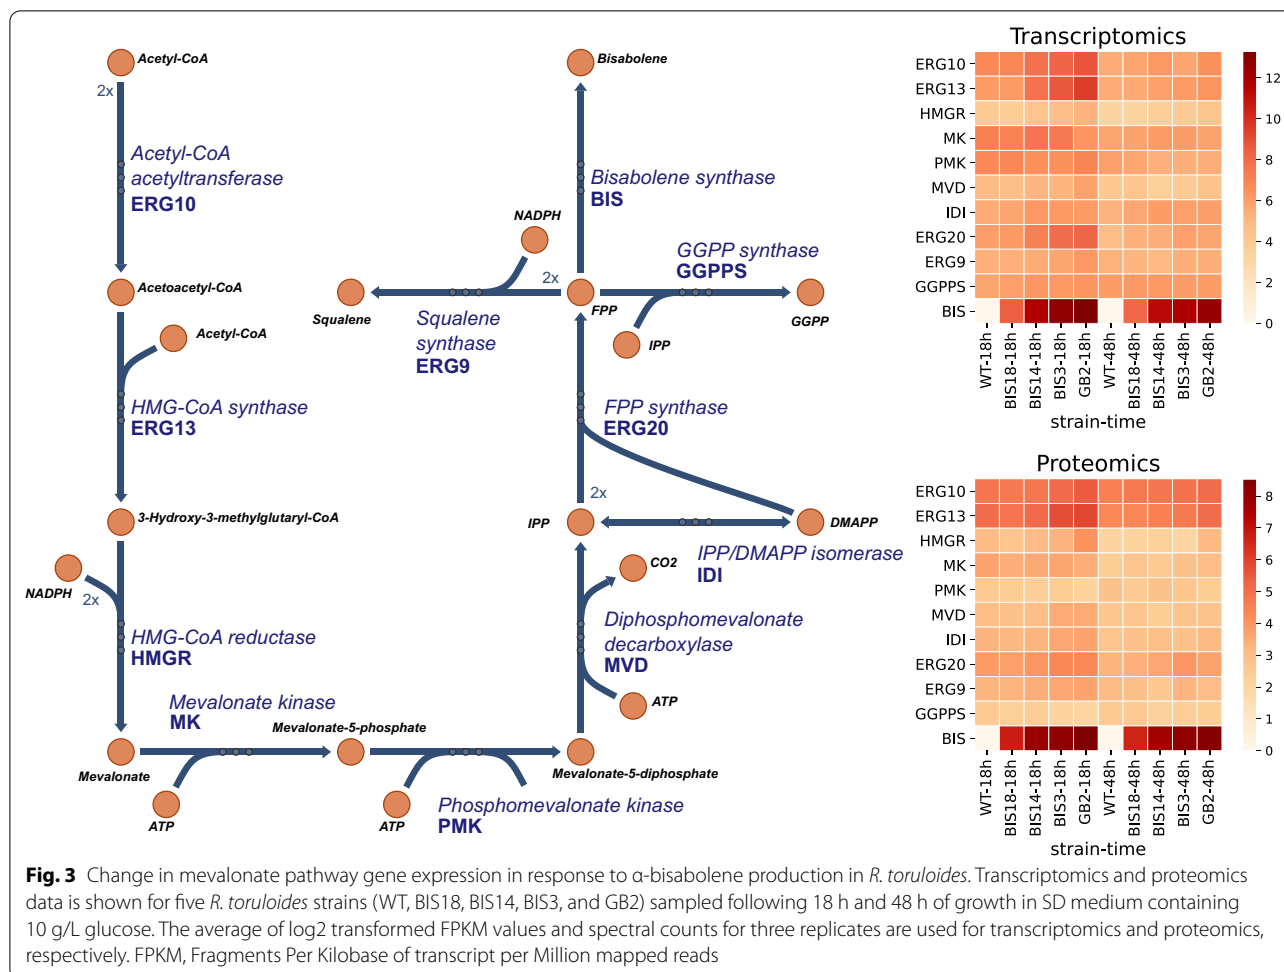 Acetyl-CoA
2x
Acetyl-CoA
acetyltransferase
ERG10
Acetoacetyl-CoA
Acetyl-CoA
HMG-CoA synthase
ERG13
3-Hydroxy-3-methylglutaryl-CoA
NADPH
2x
HMG-CoA reductase
HMGR
Mevalonate
Mevalonate kinase
MK
ATP
Mevalonate-5-phosphate
ATP
Phosphomevalonate kinase
PMK
Mevalonate-5-diphosphate
ATP
Diphosphomevalonate
decarboxylase
MVD
CO2
IPP
IPP/DMAPP isomerase
IDI
DMAPP
2x
FPP synthase
ERG20
FPP
2x
NADPH
Squalene
synthase
ERG9
Squalene
GGPP synthase
GGPPS
IPP
GGPP
Bisabolene synthase
BIS
Bisabolene
Transcriptomics
ERG10
ERG13
HMGR
MK
PMK
MVD
IDI
ERG20
ERG9
GGPPS
BIS
WT-18h
BIS18-18h
BIS14-18h
BIS3-18h
GB2-18h
WT-48h
BIS18-48h
BIS14-48h
BIS3-48h
GB2-48h
strain-time
12
10
8
6
4
2
0
Proteomics
ERG10
ERG13
HMGR
MK
PMK
MVD
IDI
ERG20
ERG9
GGPPS
BIS
WT-18h
BIS18-18h
BIS14-18h
BIS3-18h
GB2-18h
WT-48h
BIS18-48h
BIS14-48h
BIS3-48h
GB2-48h
strain-time
8
7
6
5
4
3
2
1
0
Fig. 3 Change in mevalonate pathway gene expression in response to α-bisabolene production in R. toruloides. Transcriptomics and proteomics
data is shown for five R. toruloides strains (WT, BIS18, BIS14, BIS3, and GB2) sampled following 18 h and 48 h of growth in SD medium containing
10 g/L glucose. The average of log2 transformed FPKM values and spectral counts for three replicates are used for transcriptomics and proteomics,
respectively. FPKM, Fragments Per Kilobase of transcript per Million mapped reads